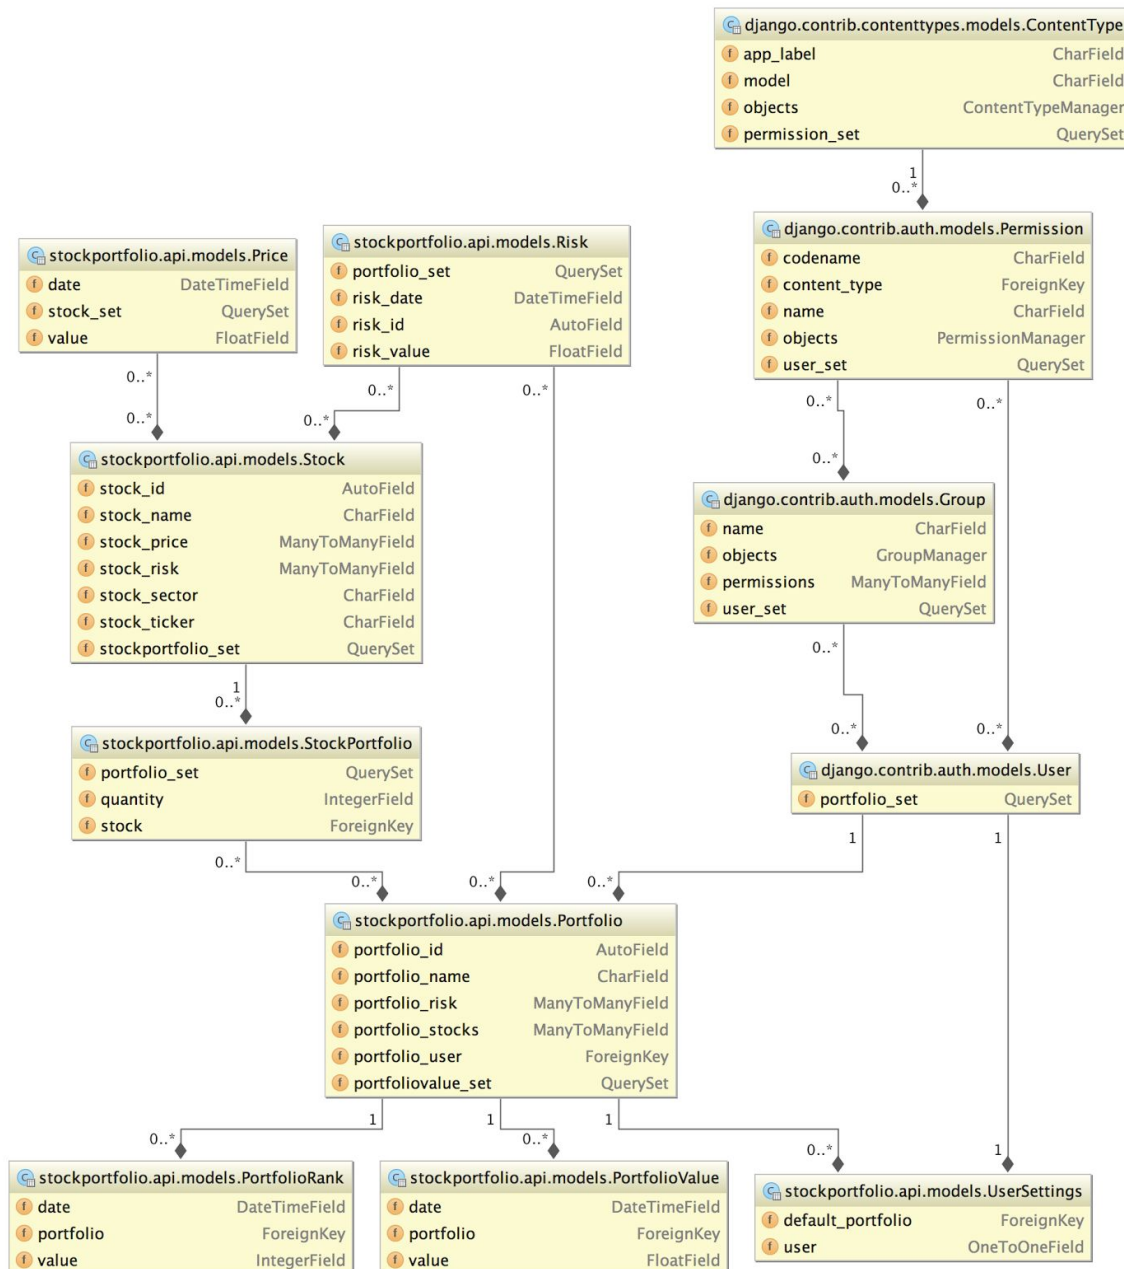 django.contrib.contenttypes.models.ContentType
app_label CharField
model CharField
objects ContentTypeManager
permission_set QuerySet
1
0..*
django.contrib.auth.models.Permission
codename CharField
content_type ForeignKey
name CharField
objects PermissionManager
user_set QuerySet
stockportfolio.api.models.Price
date DateTimeField
stock_set QuerySet
value FloatField
stockportfolio.api.models.Risk
portfolio_set QuerySet
risk_date DateTimeField
risk_id AutoField
risk_value FloatField
0..*
0..*
0..*
0..*
0..*
0..*
0..*
0..*
0..*
stockportfolio.api.models.Stock
stock_id AutoField
stock_name CharField
stock_price ManyToManyField
stock_risk ManyToManyField
stock_sector CharField
stock_ticker CharField
stockportfolio_set QuerySet
django.contrib.auth.models.Group
name CharField
objects GroupManager
permissions ManyToManyField
user_set QuerySet
1
0..*
0..*
0..*
0..*
stockportfolio.api.models.StockPortfolio
portfolio_set QuerySet
quantity IntegerField
stock ForeignKey
django.contrib.auth.models.User
portfolio_set QuerySet
0..*
1
1
0..*
0..*
0..*
stockportfolio.api.models.Portfolio
portfolio_id AutoField
portfolio_name CharField
portfolio_risk ManyToManyField
portfolio_stocks ManyToManyField
portfolio_user ForeignKey
portfoliovalue_set QuerySet
1
1
1
0..*
0..*
0..*
1
stockportfolio.api.models.PortfolioRank
date DateTimeField
portfolio ForeignKey
value IntegerField
stockportfolio.api.models.PortfolioValue
date DateTimeField
portfolio ForeignKey
value FloatField
stockportfolio.api.models.UserSettings
default_portfolio ForeignKey
user OneToOneField